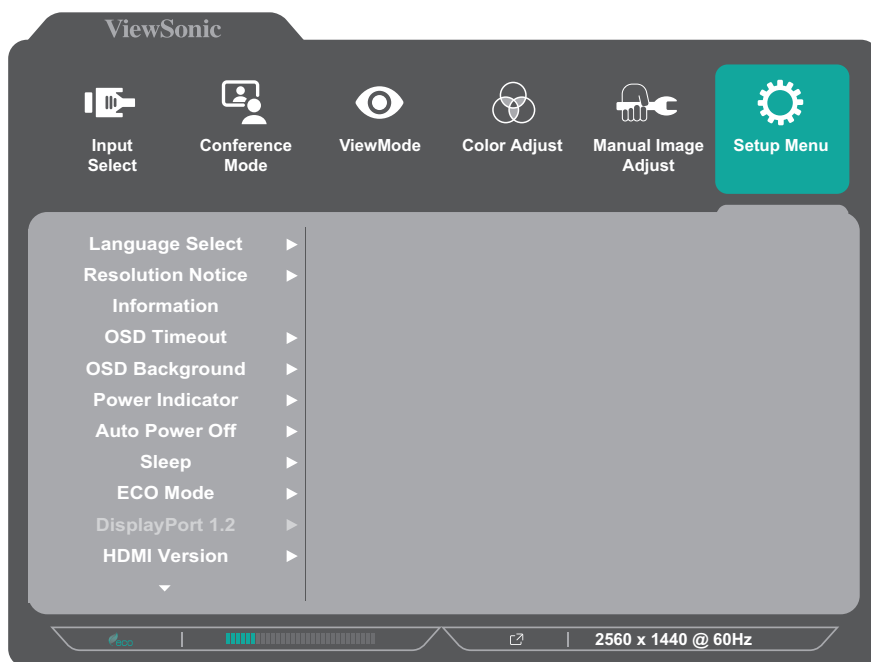 ViewSonic
Input
Select
Conference
Mode
ViewMode
Color Adjust
Manual Image
Adjust
Setup Menu
Language Select
Resolution Notice
Information
OSD Timeout
OSD Background
Power Indicator
Auto Power Off
Sleep
ECO Mode
DisplayPort 1.2
HDMI Version
eco
2560 x 1440 @ 60Hz